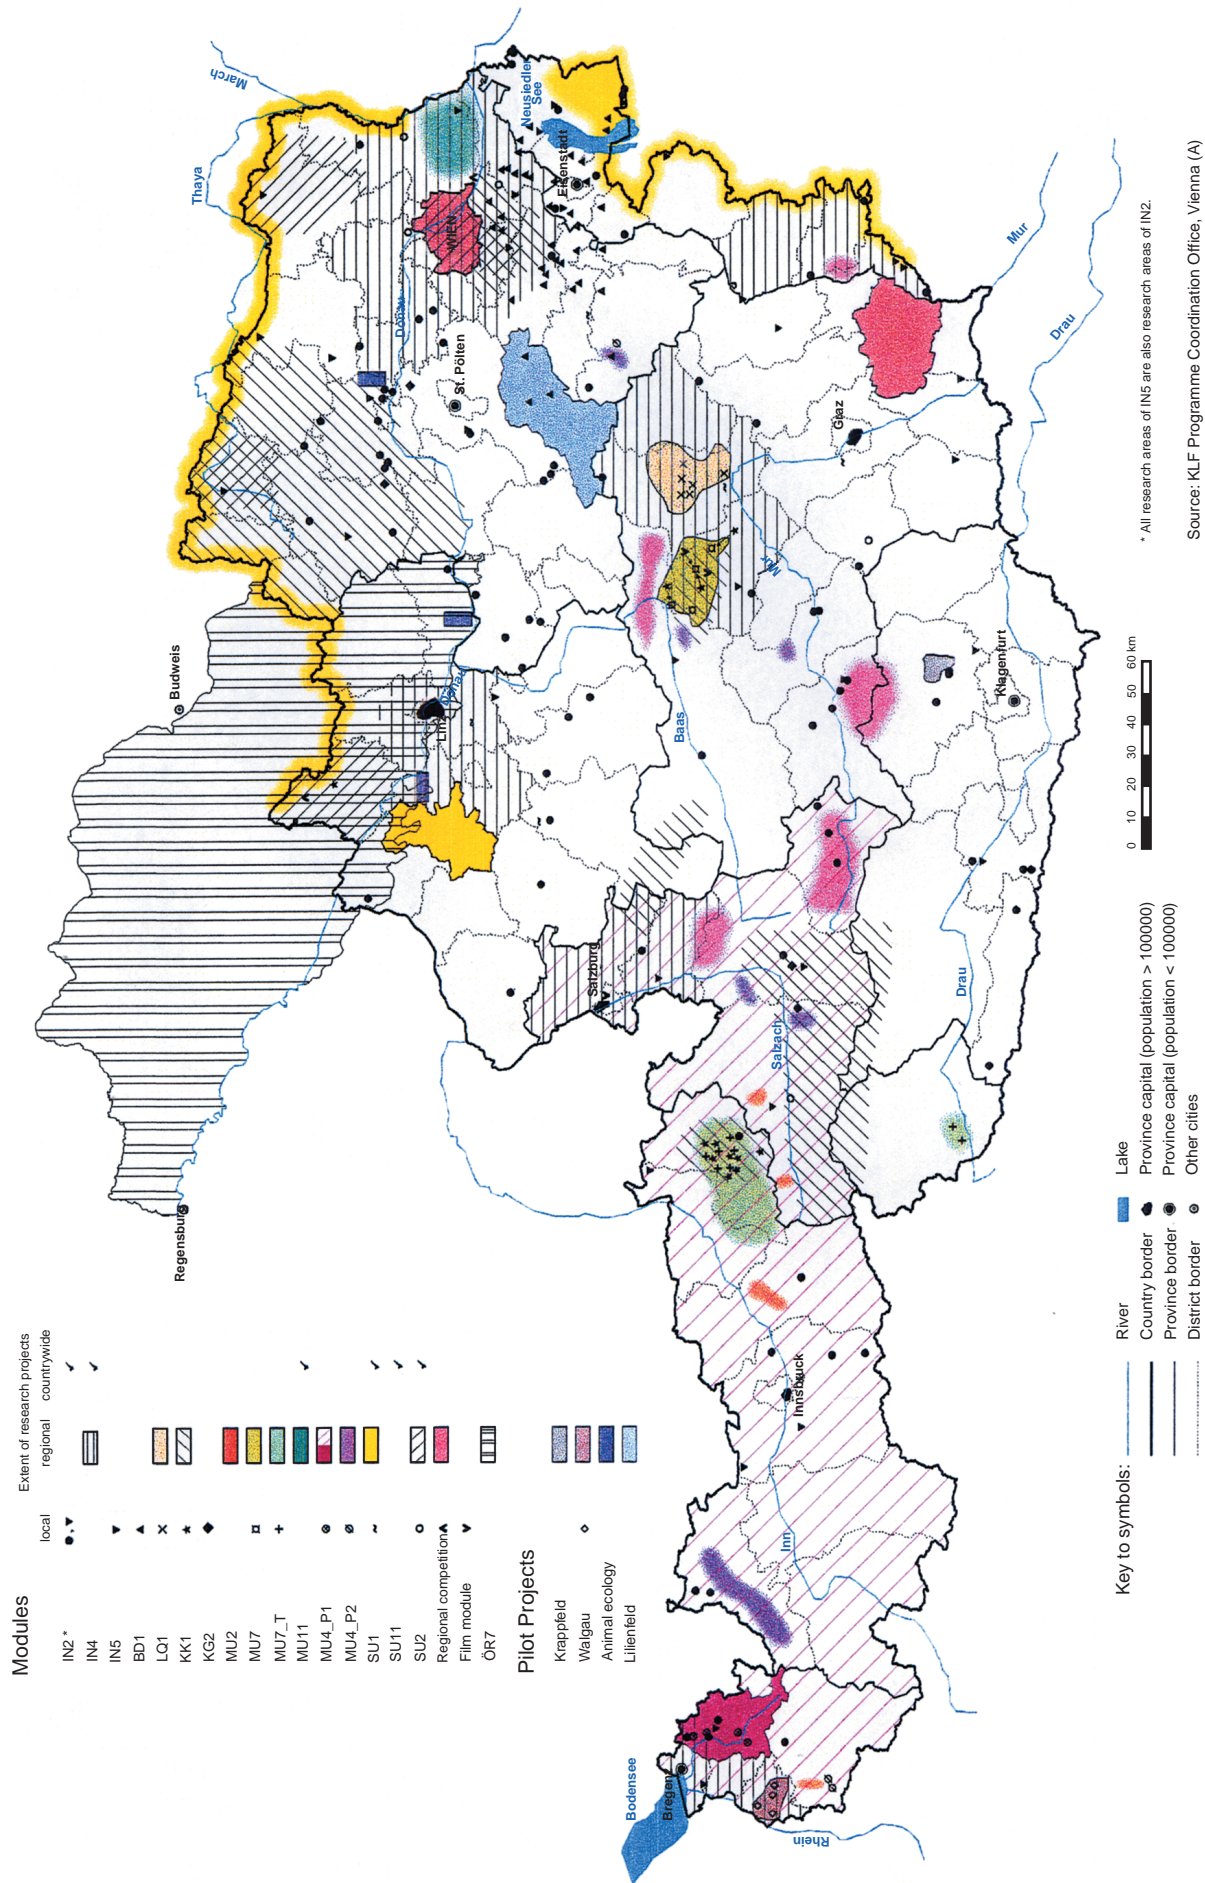 Modules
Extent of research projects
local
regional
countrywide
IN2 *
IN4
IN5
BD1
LQ1
KK1
KG2
MU2
MU7
MU7_T
MU11
MU4_P1
MU4_P2
SU1
SU11
SU2
Regional competition
Film module
ÖR7
Pilot Projects
Krappfeld
Walgau
Animal ecology
Lilienfeld
Regensburg
Budweis
Thaya
March
Donau
Donau
Linz
St. Pölten
WIEN
Neusiedler
See
Eisenstadt
Salzburg
Salzach
Baas
Mur
Mur
Graz
Drau
Drau
Klagenfurt
Innsbruck
Inn
Bodensee
Bregenz
Rhein
Key to symbols:
River
Country border
Province border
District border
Lake
Province capital (population > 100000)
Province capital (population < 100000)
Other cities
0 10 20 30 40 50 60 km
* All research areas of IN5 are also research areas of IN2.
Source: KLF Programme Coordination Office, Vienna (A)